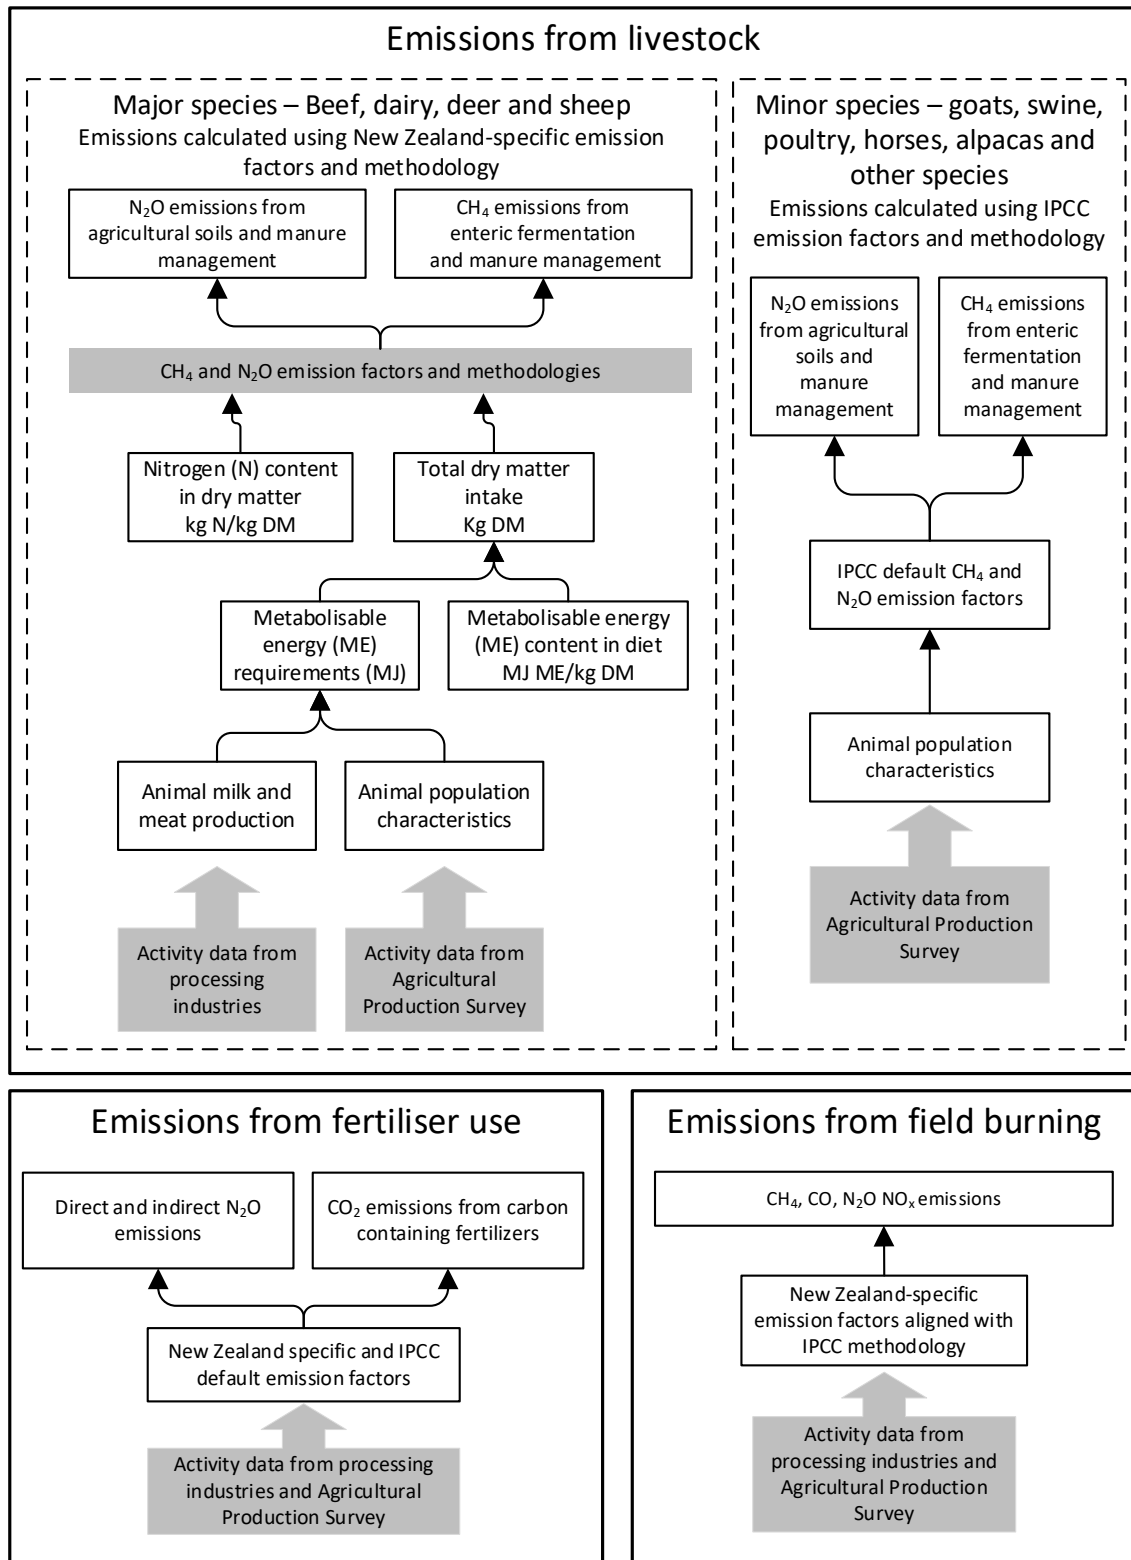 Emissions from livestock
Major species – Beef, dairy, deer and sheep
Emissions calculated using New Zealand-specific emission
factors and methodology
N₂O emissions from
agricultural soils and manure
management
CH₄ emissions from
enteric fermentation
and manure management
CH₄ and N₂O emission factors and methodologies
Nitrogen (N) content
in dry matter
kg N/kg DM
Total dry matter
intake
Kg DM
Metabolisable
energy (ME)
requirements (MJ)
Metabolisable energy
(ME) content in diet
MJ ME/kg DM
Animal milk and
meat production
Animal population
characteristics
Activity data from
processing
industries
Activity data from
Agricultural
Production Survey
Minor species – goats, swine,
poultry, horses, alpacas and
other species
Emissions calculated using IPCC
emission factors and methodology
N₂O emissions
from agricultural
soils and
manure
management
CH₄ emissions
from enteric
fermentation
and manure
management
IPCC default CH₄ and
N₂O emission factors
Animal population
characteristics
Activity data from
Agricultural Production
Survey
Emissions from fertiliser use
Direct and indirect N₂O
emissions
CO₂ emissions from carbon
containing fertilizers
New Zealand specific and IPCC
default emission factors
Activity data from processing
industries and Agricultural
Production Survey
Emissions from field burning
CH₄, CO, N₂O NOₓ emissions
New Zealand-specific
emission factors aligned with
IPCC methodology
Activity data from
processing industries and
Agricultural Production
Survey